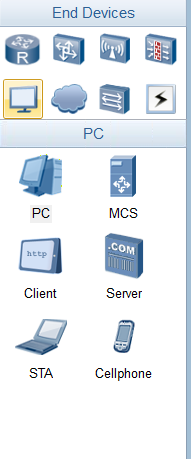 End Devices
R
PC
PC
MCS
http
.COM
Client
Server
STA
Cellphone